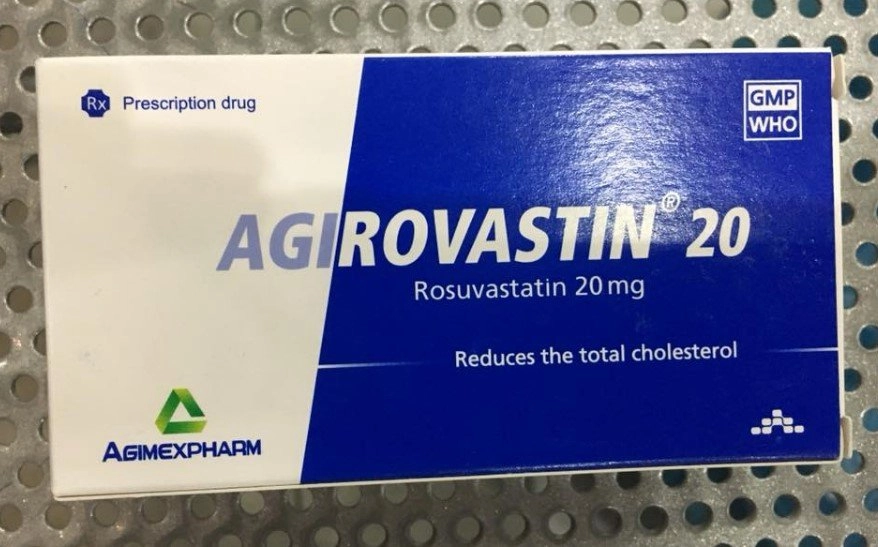 Rx Prescription drug
GMP
WHO
AGIROVASTIN® 20
Rosuvastatin 20 mg
Reduces the total cholesterol
AGIMEXPHARM